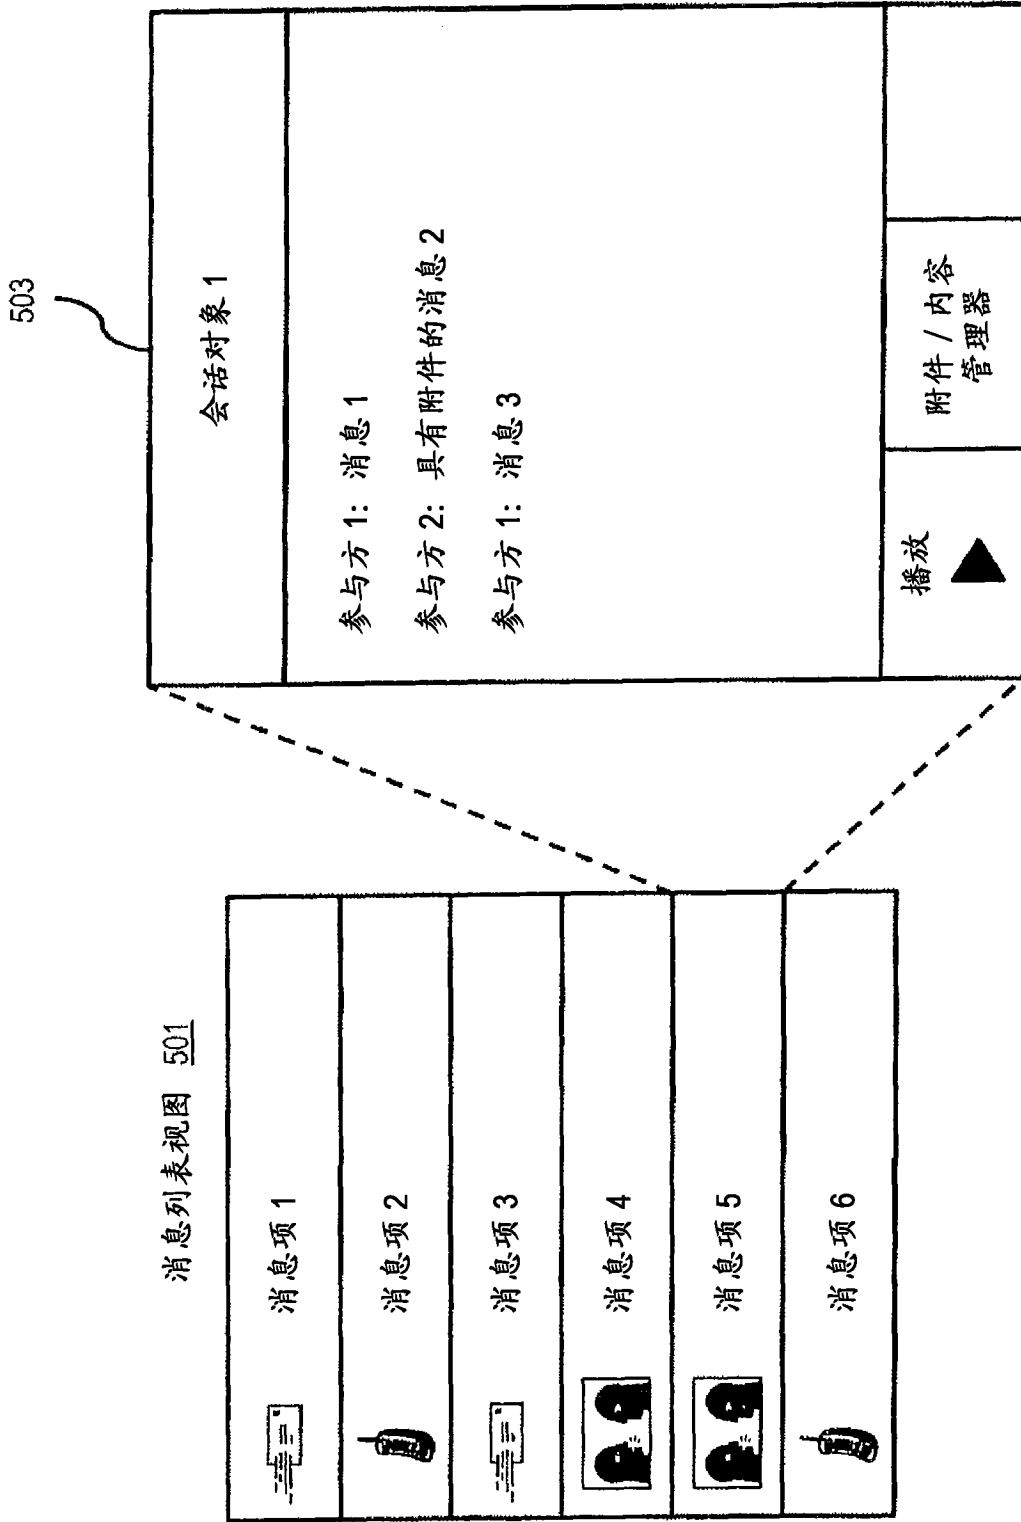 消息列表视图 501
消息项 1
消息项 2
消息项 3
消息项 4
消息项 5
消息项 6
503
会话对象 1
参与方 1: 消息 1
参与方 2: 具有附件的消息 2
参与方 1: 消息 3
播放
附件 / 内容
管理器